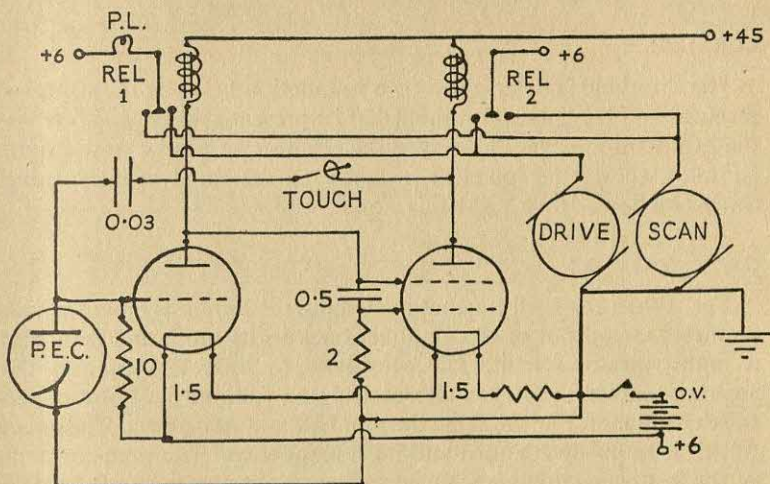 P.L.
+6
REL
1
+6
REL
2
+45
0·03
TOUCH
DRIVE
SCAN
0·5
P.E.C.
10
2
1·5
1·5
O.V.
+6